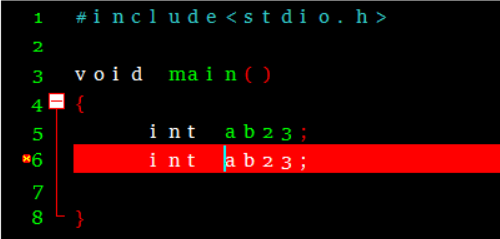 1 #include<stdio.h>
2
3 void main()
4 {
5 int ab23;
6 int ab23;
7
8 }